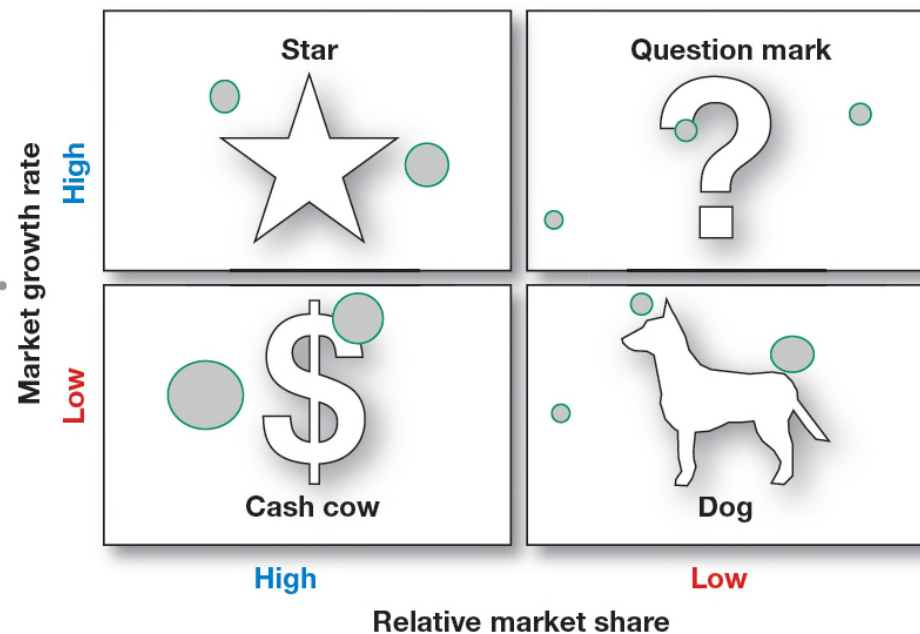 Star
Question mark
Market growth rate
High
Low
Cash cow
Dog
High
Low
Relative market share